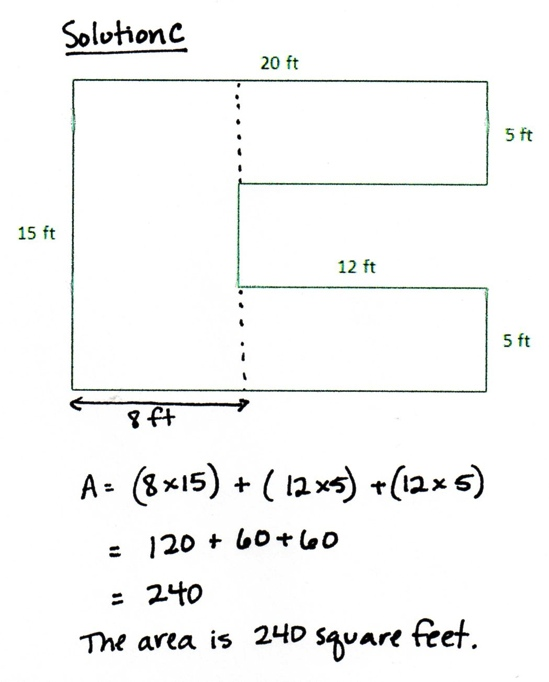 Solution C
20 ft
5 ft
15 ft
12 ft
5 ft
8 ft
A = (8×15) + (12×5) + (12×5)
= 120 + 60 + 60
= 240
The area is 240 square feet.